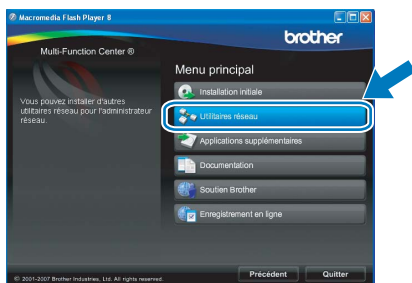 Macromedia Flash Player 8
brother
Multi-Function Center ®
Menu principal
Installation initiale
Vous pouvez installer d'autres
utilitaires réseau pour l'administrateur
réseau.
Utilitaires réseau
Applications supplémentaires
Documentation
Soutien Brother
Enregistrement en ligne
© 2001-2007 Brother Industries, Ltd. All rights reserved.
Précédent
Quitter